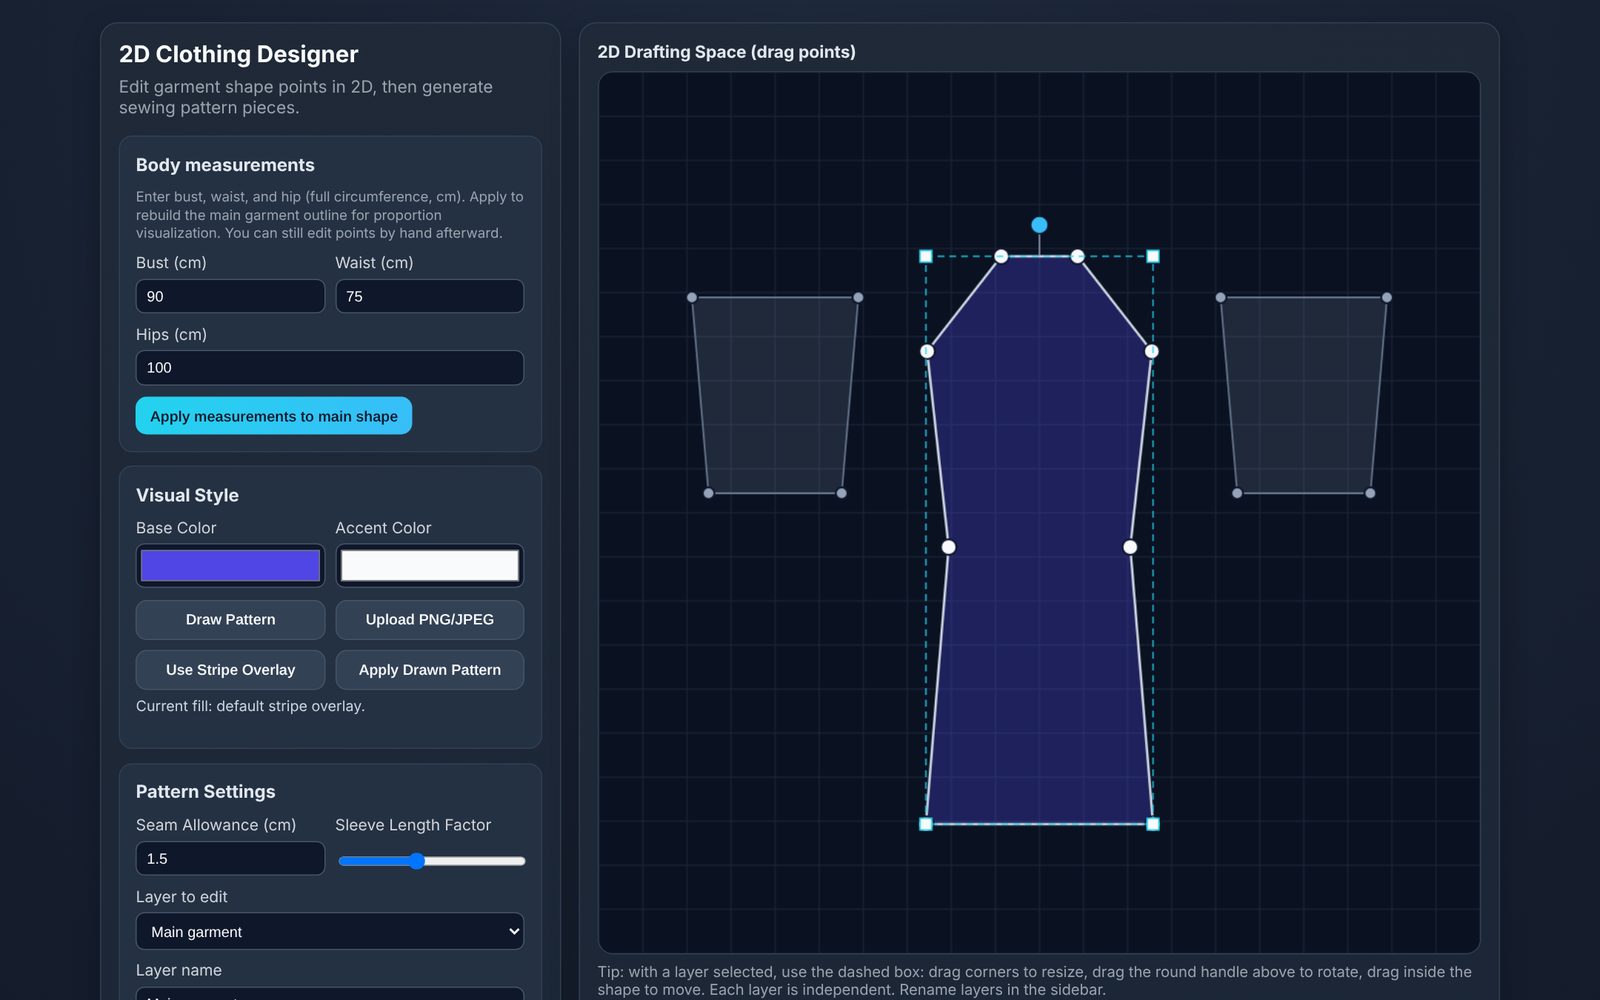 2D Clothing Designer
Edit garment shape points in 2D, then generate
sewing pattern pieces.
Body measurements
Enter bust, waist, and hip (full circumference, cm). Apply to
rebuild the main garment outline for proportion
visualization. You can still edit points by hand afterward.
Bust (cm)
Waist (cm)
90
75
Hips (cm)
100
Apply measurements to main shape
Visual Style
Base Color
Accent Color
Draw Pattern
Upload PNG/JPEG
Use Stripe Overlay
Apply Drawn Pattern
Current fill: default stripe overlay.
Pattern Settings
Seam Allowance (cm)
Sleeve Length Factor
1.5
Layer to edit
Main garment
Layer name
2D Drafting Space (drag points)
Tip: with a layer selected, use the dashed box: drag corners to resize, drag the round handle above to rotate, drag inside the
shape to move. Each layer is independent. Rename layers in the sidebar.